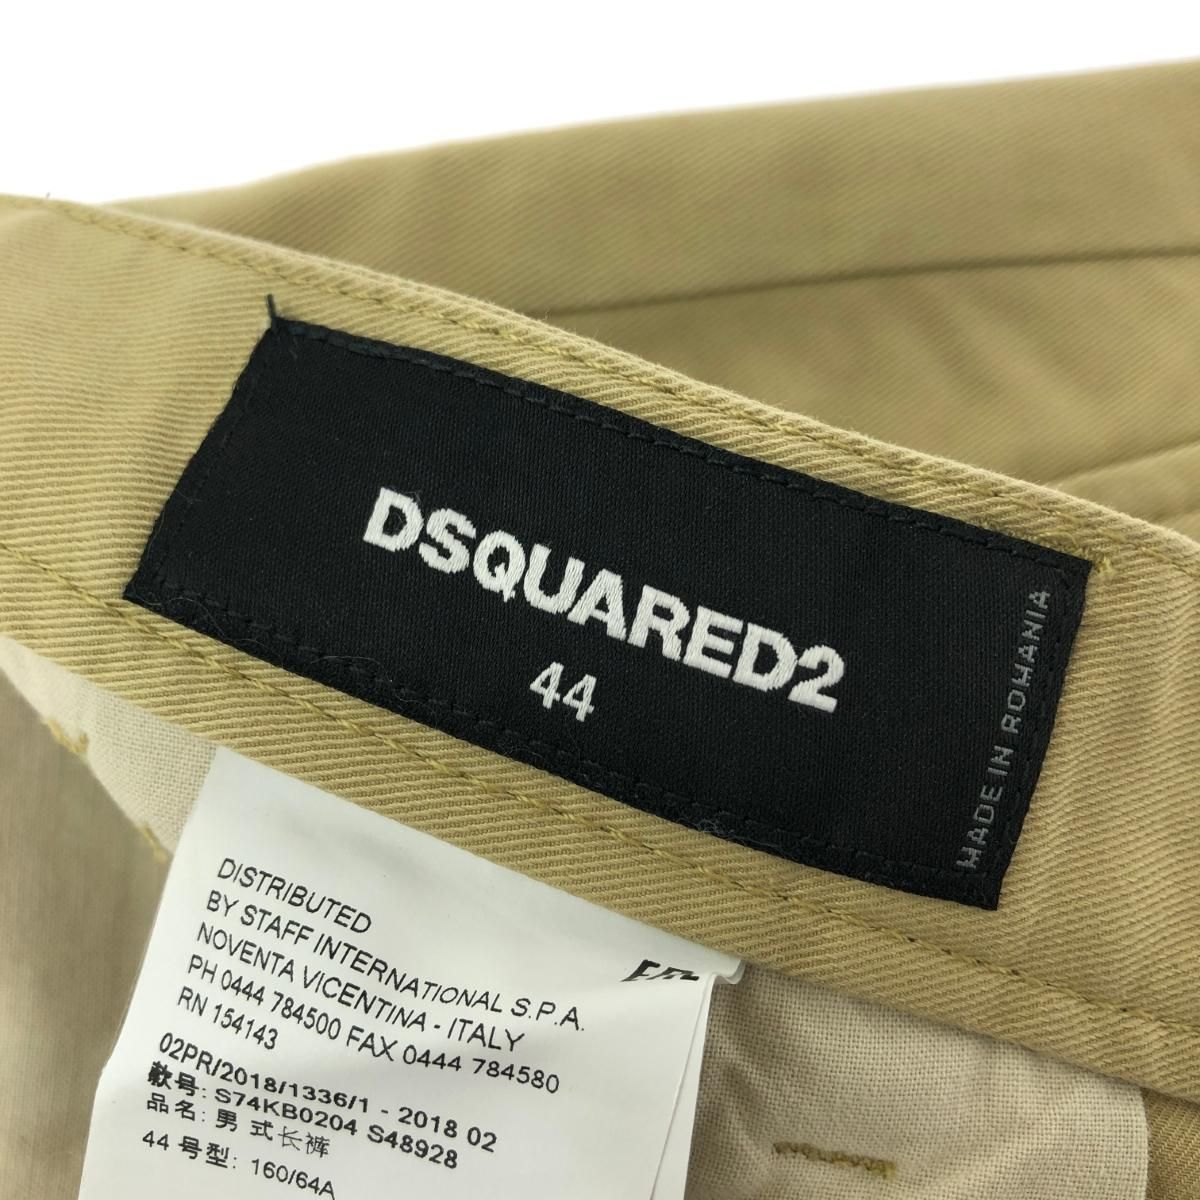 DSQUARED2
44
MADE IN ROMANIA
DISTRIBUTED
BY STAFF INTERNATIONAL S.P.A.
NOVENTA VICENTINA - ITALY
PH 0444 784500 FAX 0444 784580
RN 154143
02PR/2018/1336/1 - 2018 02
款号: S74KB0204 S48928
品名: 男 式长裤
44 号型: 160/64A